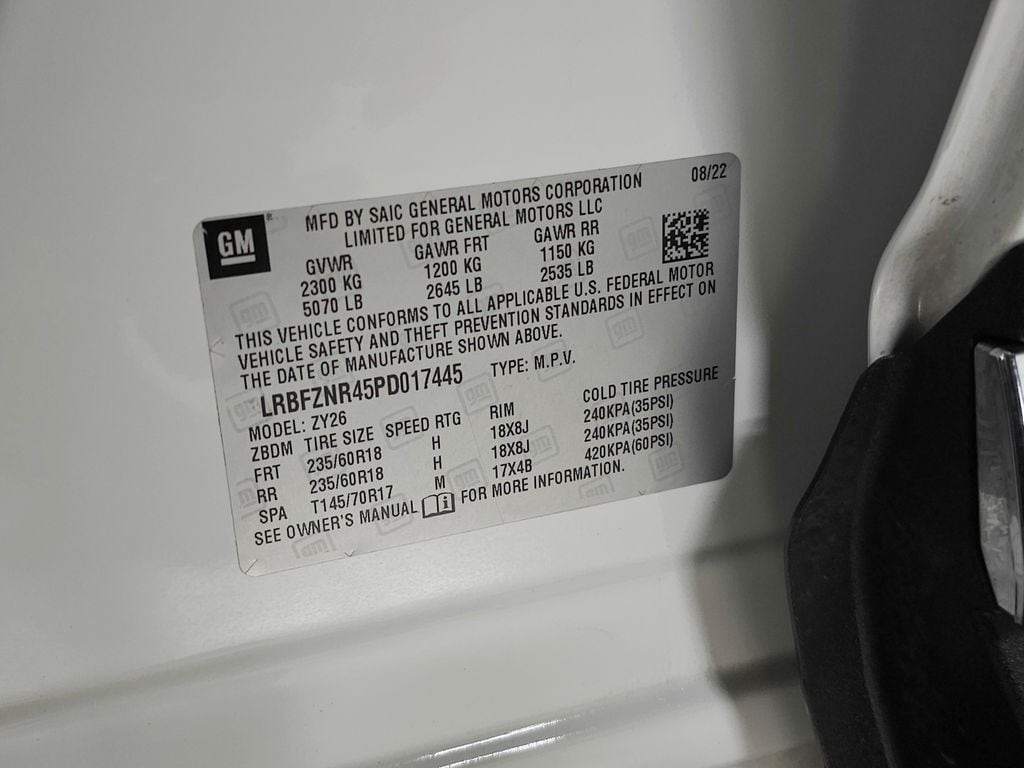 GM
MFD BY SAIC GENERAL MOTORS CORPORATION 08/22
LIMITED FOR GENERAL MOTORS LLC
GVWR GAWR FRT GAWR RR
2300 KG 1200 KG 1150 KG
5070 LB 2645 LB 2535 LB
THIS VEHICLE CONFORMS TO ALL APPLICABLE U.S. FEDERAL MOTOR
VEHICLE SAFETY AND THEFT PREVENTION STANDARDS IN EFFECT ON
THE DATE OF MANUFACTURE SHOWN ABOVE.
LRBFZNR45PD017445 TYPE: M.P.V.
MODEL: ZY26
ZBDM TIRE SIZE SPEED RTG RIM COLD TIRE PRESSURE
FRT 235/60R18 H 18X8J 240KPA(35PSI)
RR 235/60R18 H 18X8J 240KPA(35PSI)
SPA T145/70R17 M 17X4B 420KPA(60PSI)
SEE OWNER'S MANUAL FOR MORE INFORMATION.